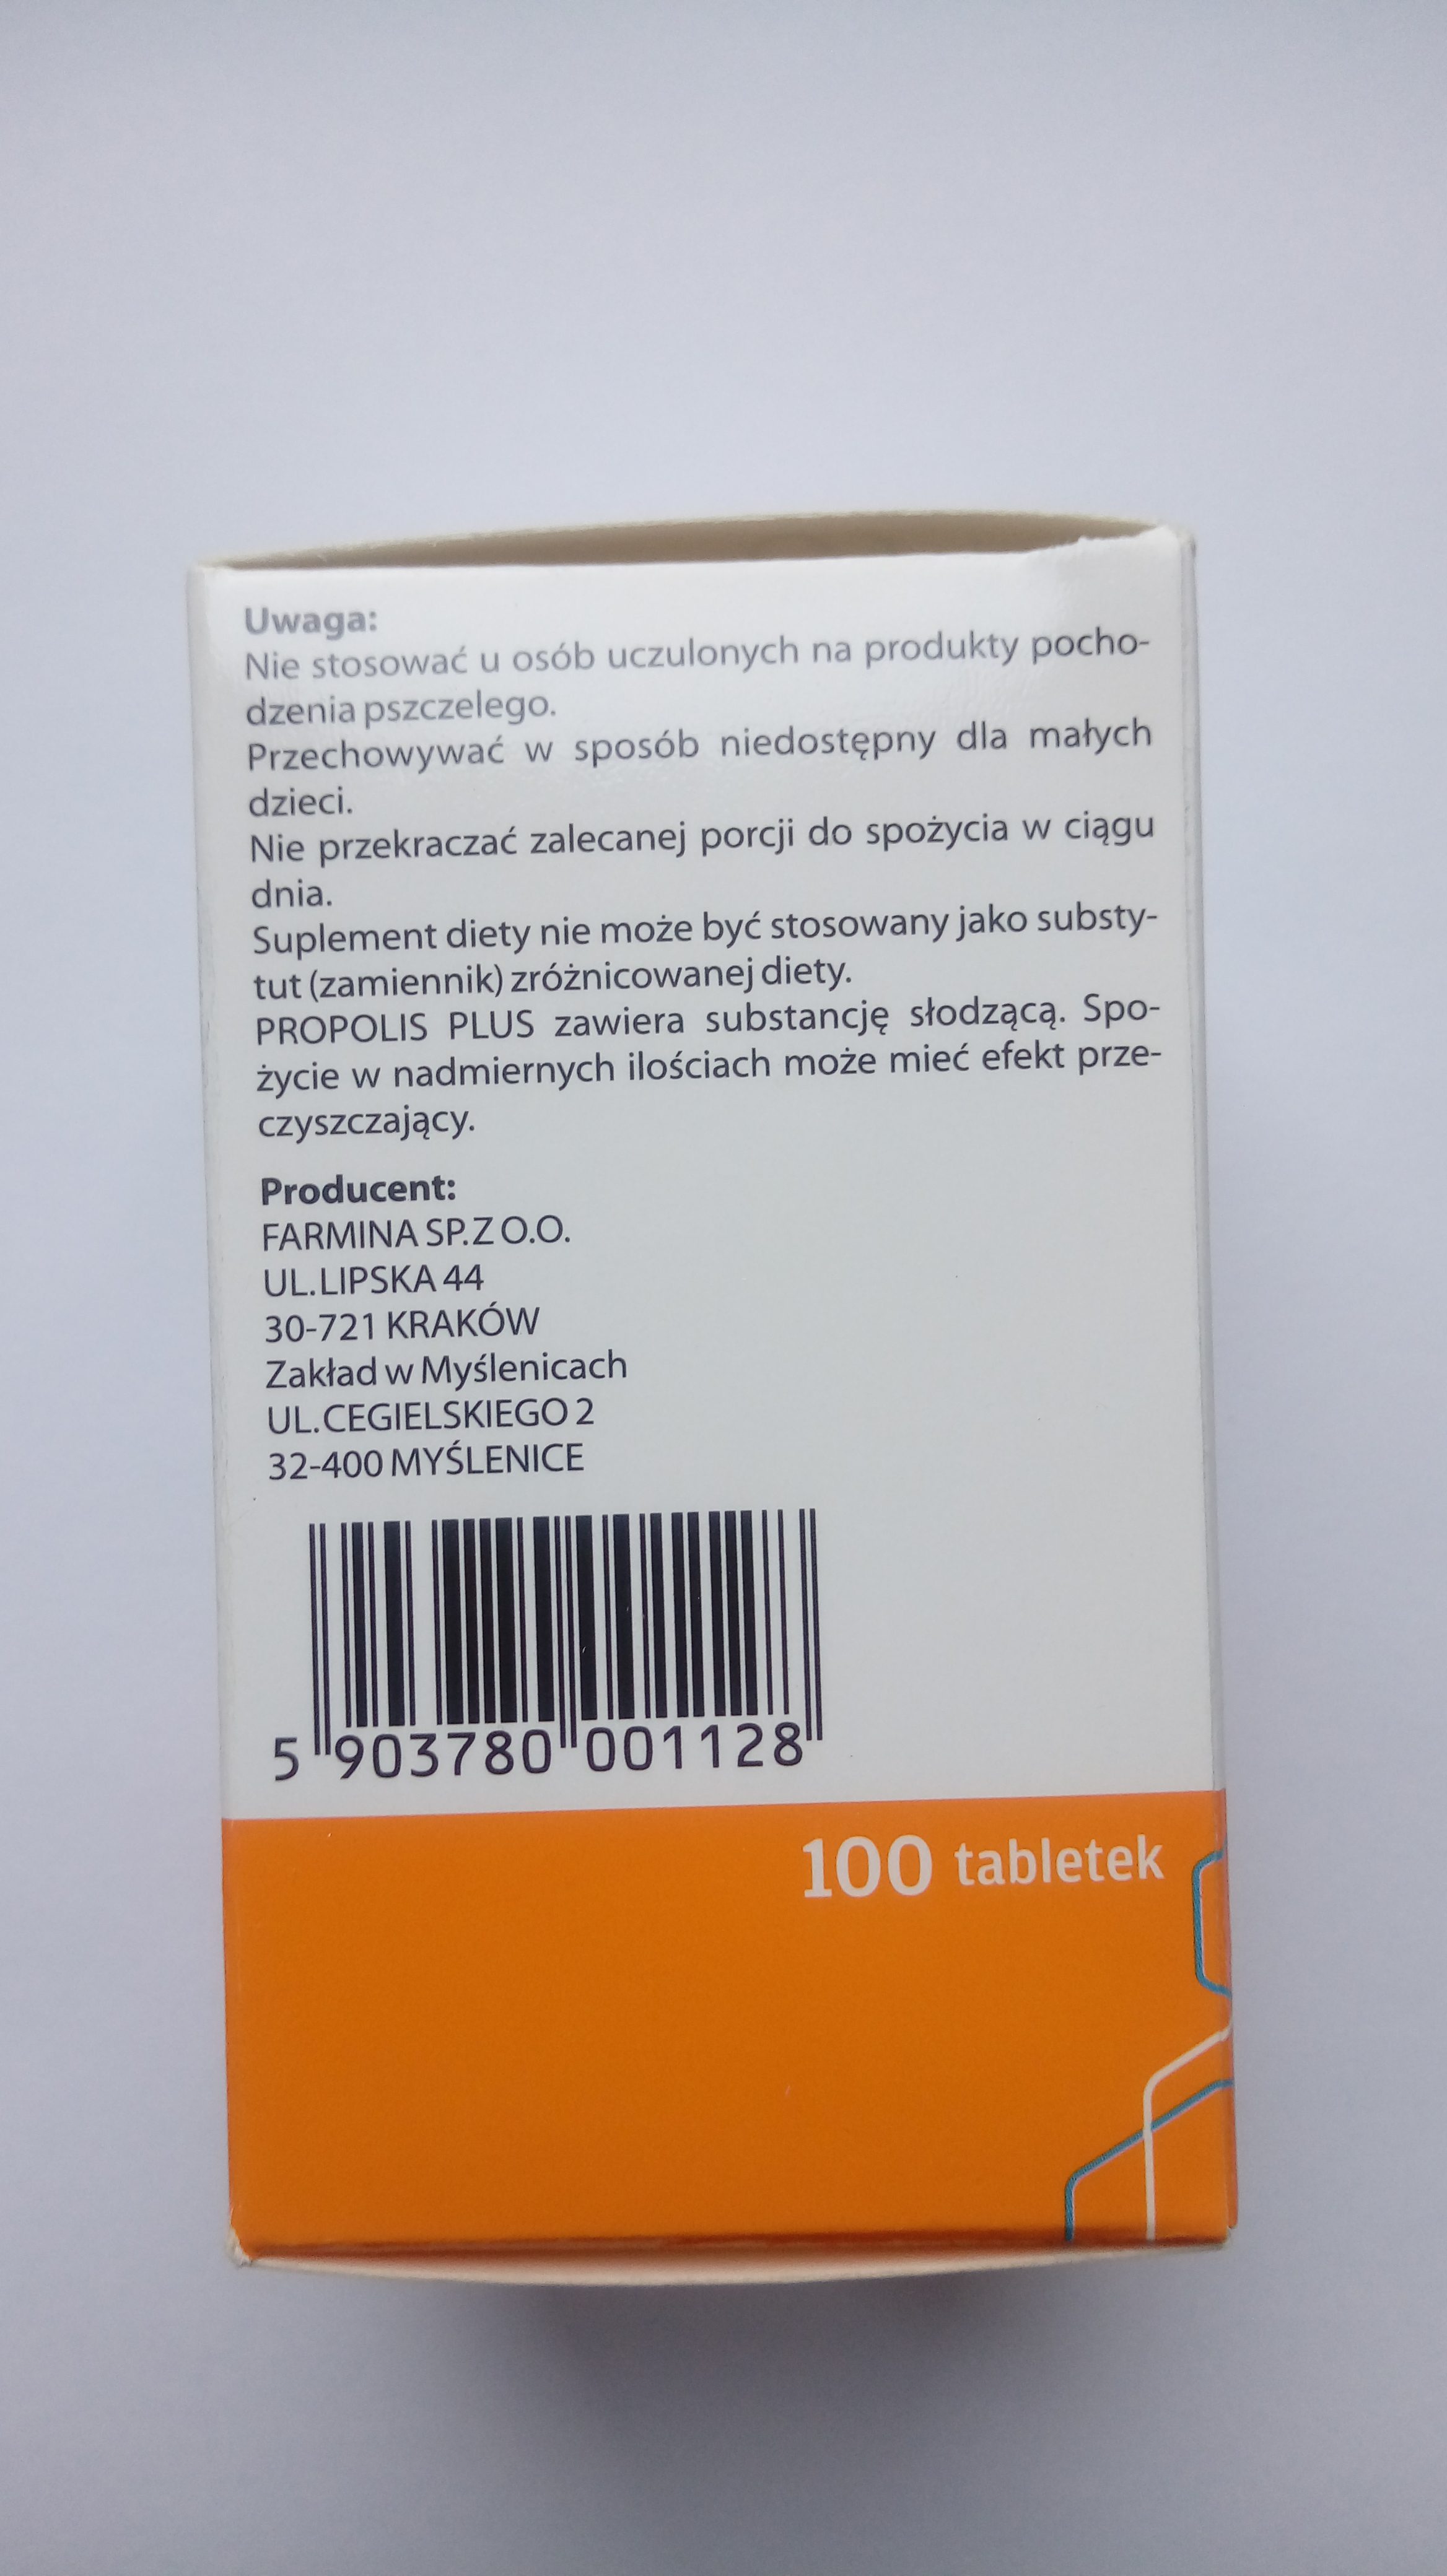 Uwaga:
Nie stosować u osób uczulonych na produkty pocho-
dzenia pszczelego.
Przechowywać w sposób niedostępny dla małych
dzieci.
Nie przekraczać zalecanej porcji do spożycia w ciągu
dnia.
Suplement diety nie może być stosowany jako substy-
tut (zamiennik) zróżnicowanej diety.
PROPOLIS PLUS zawiera substancję słodzącą. Spo-
życie w nadmiernych ilościach może mieć efekt prze-
czyszczający.
Producent:
FARMINA SP.Z O.O.
UL.LIPSKA 44
30-721 KRAKÓW
Zakład w Myślenicach
UL.CEGIELSKIEGO 2
32-400 MYŚLENICE
5 903780 001128
100 tabletek